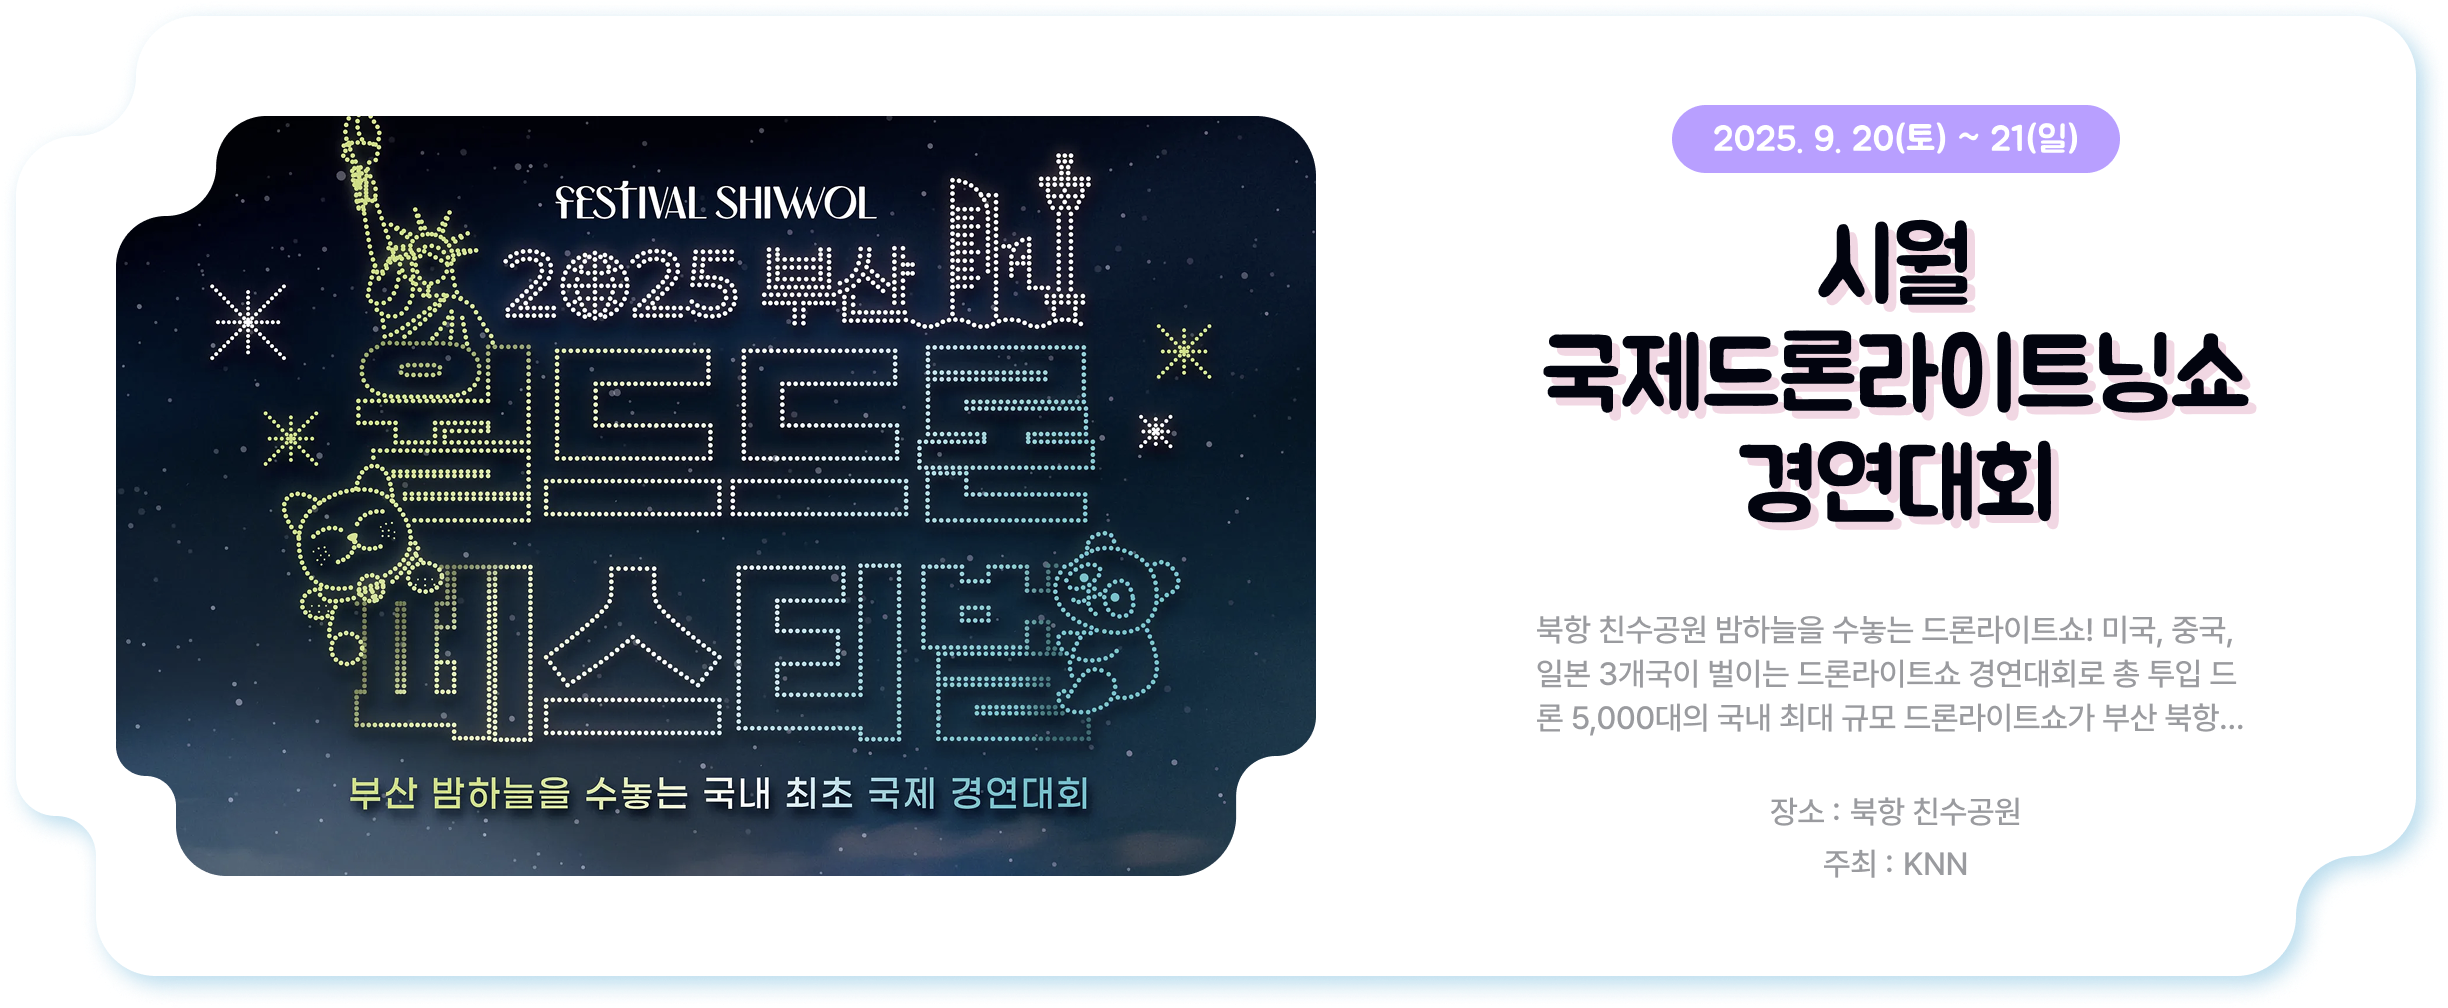 FESTIVAL SHIWOL
2025 부산
월드드론
페스티벌
부산 밤하늘을 수놓는 국내 최초 국제 경연대회
2025. 9. 20(토) ~ 21(일)
시월
국제드론라이트닝쇼
경연대회
북항 친수공원 밤하늘을 수놓는 드론라이트쇼! 미국, 중국,
일본 3개국이 벌이는 드론라이트쇼 경연대회로 총 투입 드
론 5,000대의 국내 최대 규모 드론라이트쇼가 부산 북항...
장소 : 북항 친수공원
주최 : KNN